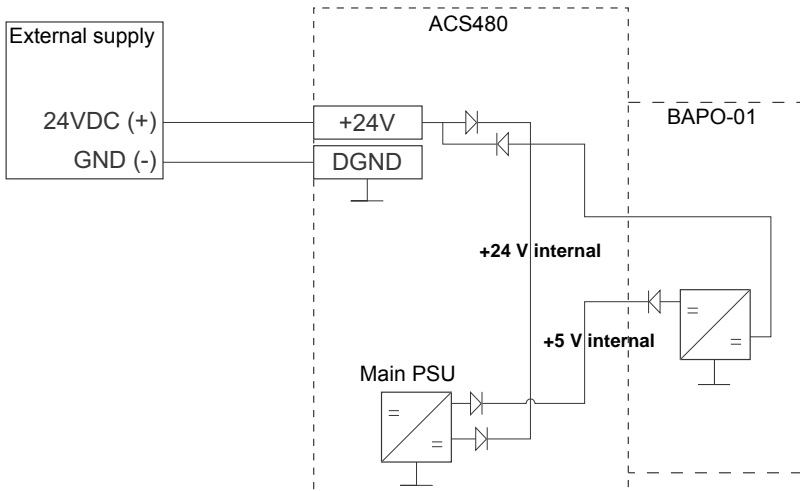 ACS480
External supply
24VDC (+)
+24V
BAPO-01
GND (-)
DGND
+24 V internal
+5 V internal
Main PSU